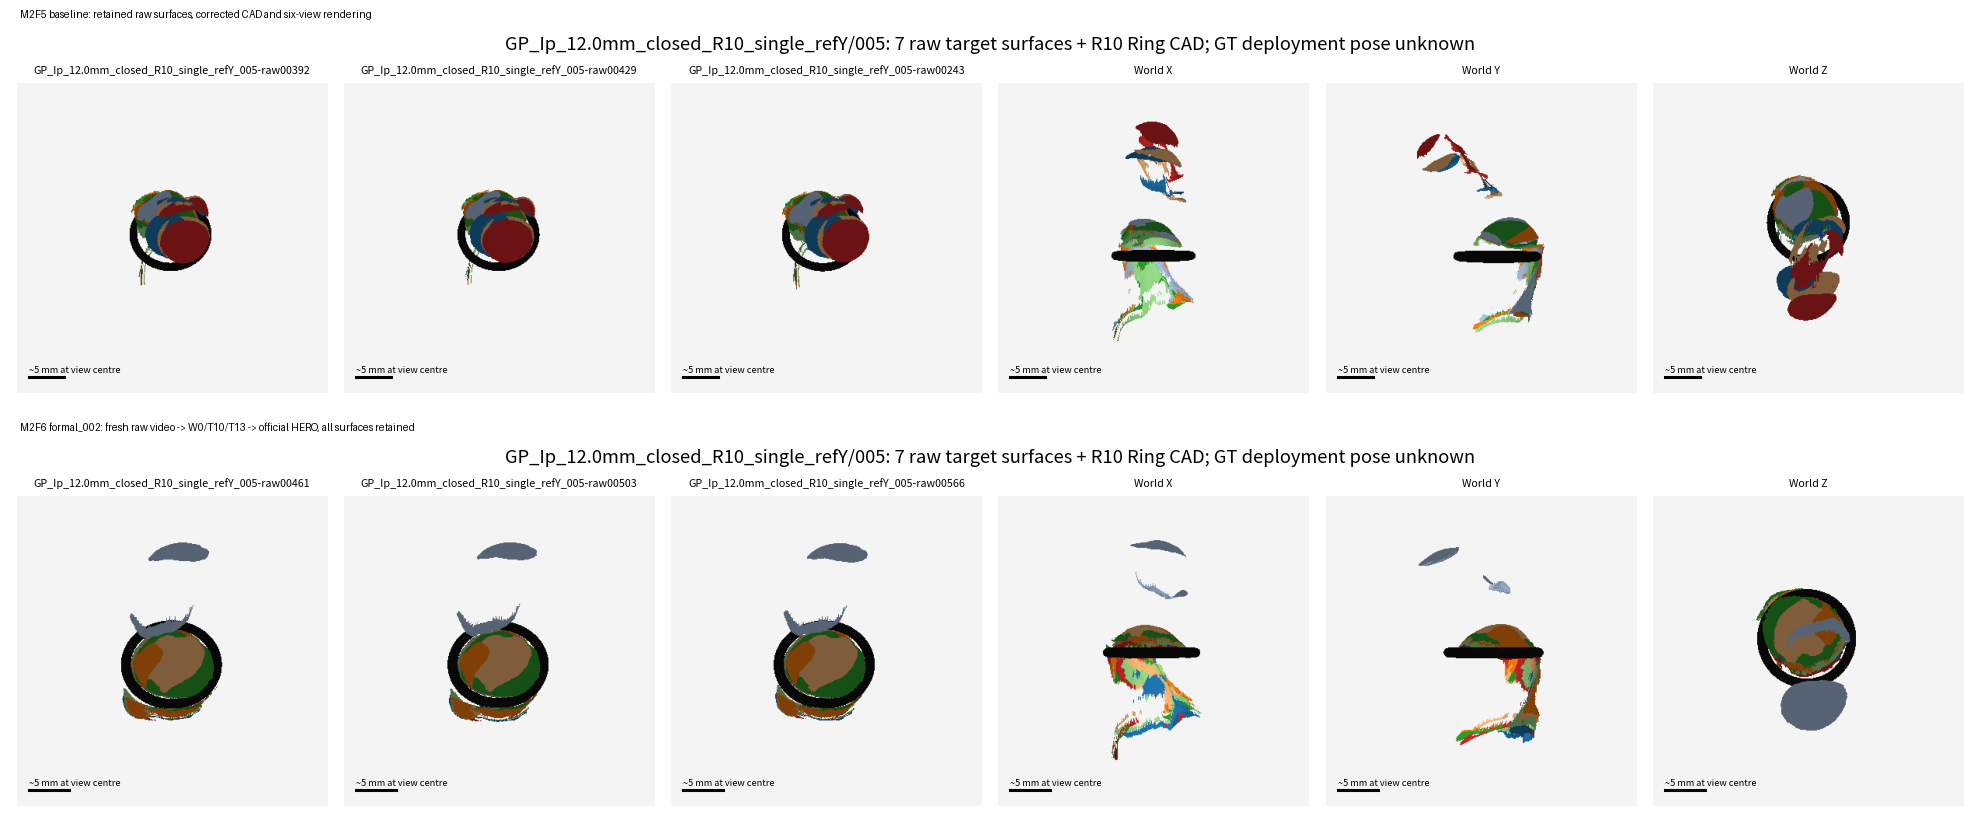 M2F5 baseline: retained raw surfaces, corrected CAD and six-view rendering
GP_Ip_12.0mm_closed_R10_single_refY/005: 7 raw target surfaces + R10 Ring CAD; GT deployment pose unknown
GP_Ip_12.0mm_closed_R10_single_refY_005-raw00392
GP_Ip_12.0mm_closed_R10_single_refY_005-raw00429
GP_Ip_12.0mm_closed_R10_single_refY_005-raw00243
World X
World Y
World Z
~5 mm at view centre
~5 mm at view centre
~5 mm at view centre
~5 mm at view centre
~5 mm at view centre
~5 mm at view centre
M2F6 formal_002: fresh raw video -> W0/T10/T13 -> official HERO, all surfaces retained
GP_Ip_12.0mm_closed_R10_single_refY/005: 7 raw target surfaces + R10 Ring CAD; GT deployment pose unknown
GP_Ip_12.0mm_closed_R10_single_refY_005-raw00461
GP_Ip_12.0mm_closed_R10_single_refY_005-raw00503
GP_Ip_12.0mm_closed_R10_single_refY_005-raw00566
World X
World Y
World Z
~5 mm at view centre
~5 mm at view centre
~5 mm at view centre
~5 mm at view centre
~5 mm at view centre
~5 mm at view centre